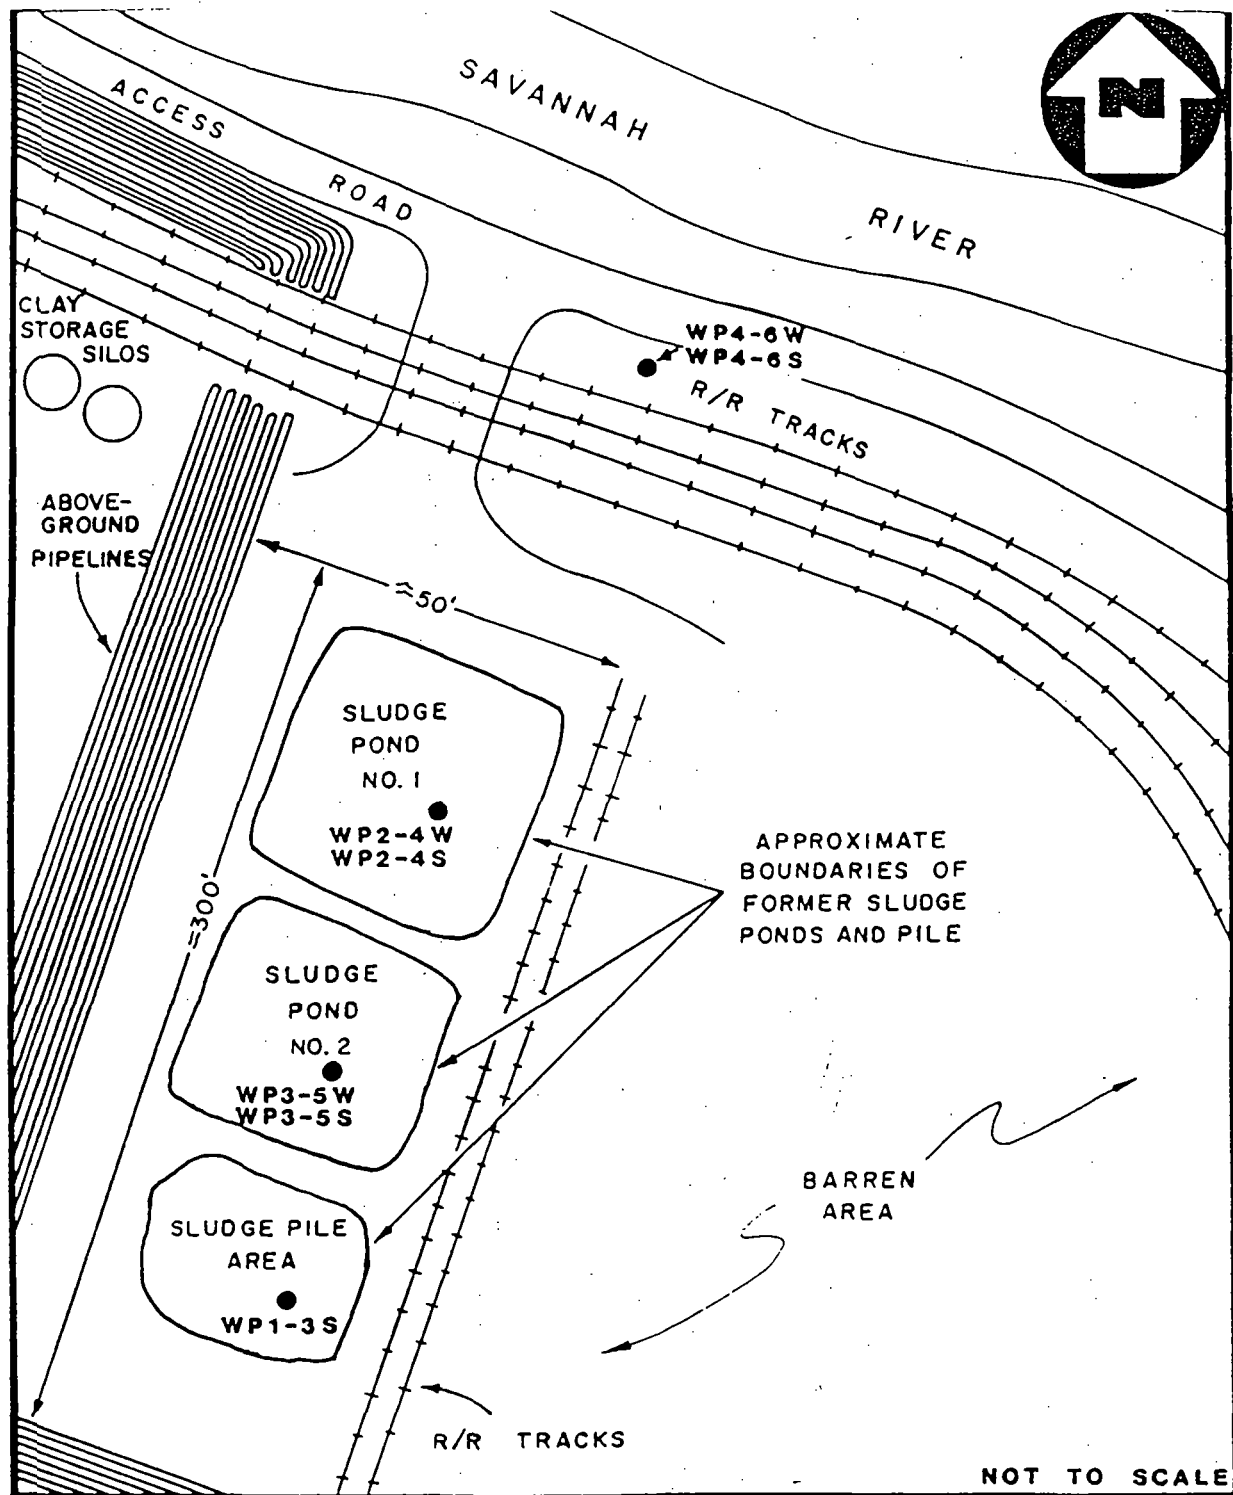 SAVANNAH
RIVER
N
ACCESS
ROAD
CLAY
STORAGE
SILOS
WP4-6W
WP4-6S
R/R TRACKS
ABOVE-
GROUND
PIPELINES
≈50'
≈300'
SLUDGE
POND
NO. 1
WP2-4W
WP2-4S
APPROXIMATE
BOUNDARIES OF
FORMER SLUDGE
PONDS AND PILE
SLUDGE
POND
NO. 2
WP3-5W
WP3-5S
BARREN
AREA
SLUDGE PILE
AREA
WP1-3S
R/R TRACKS
NOT TO SCALE